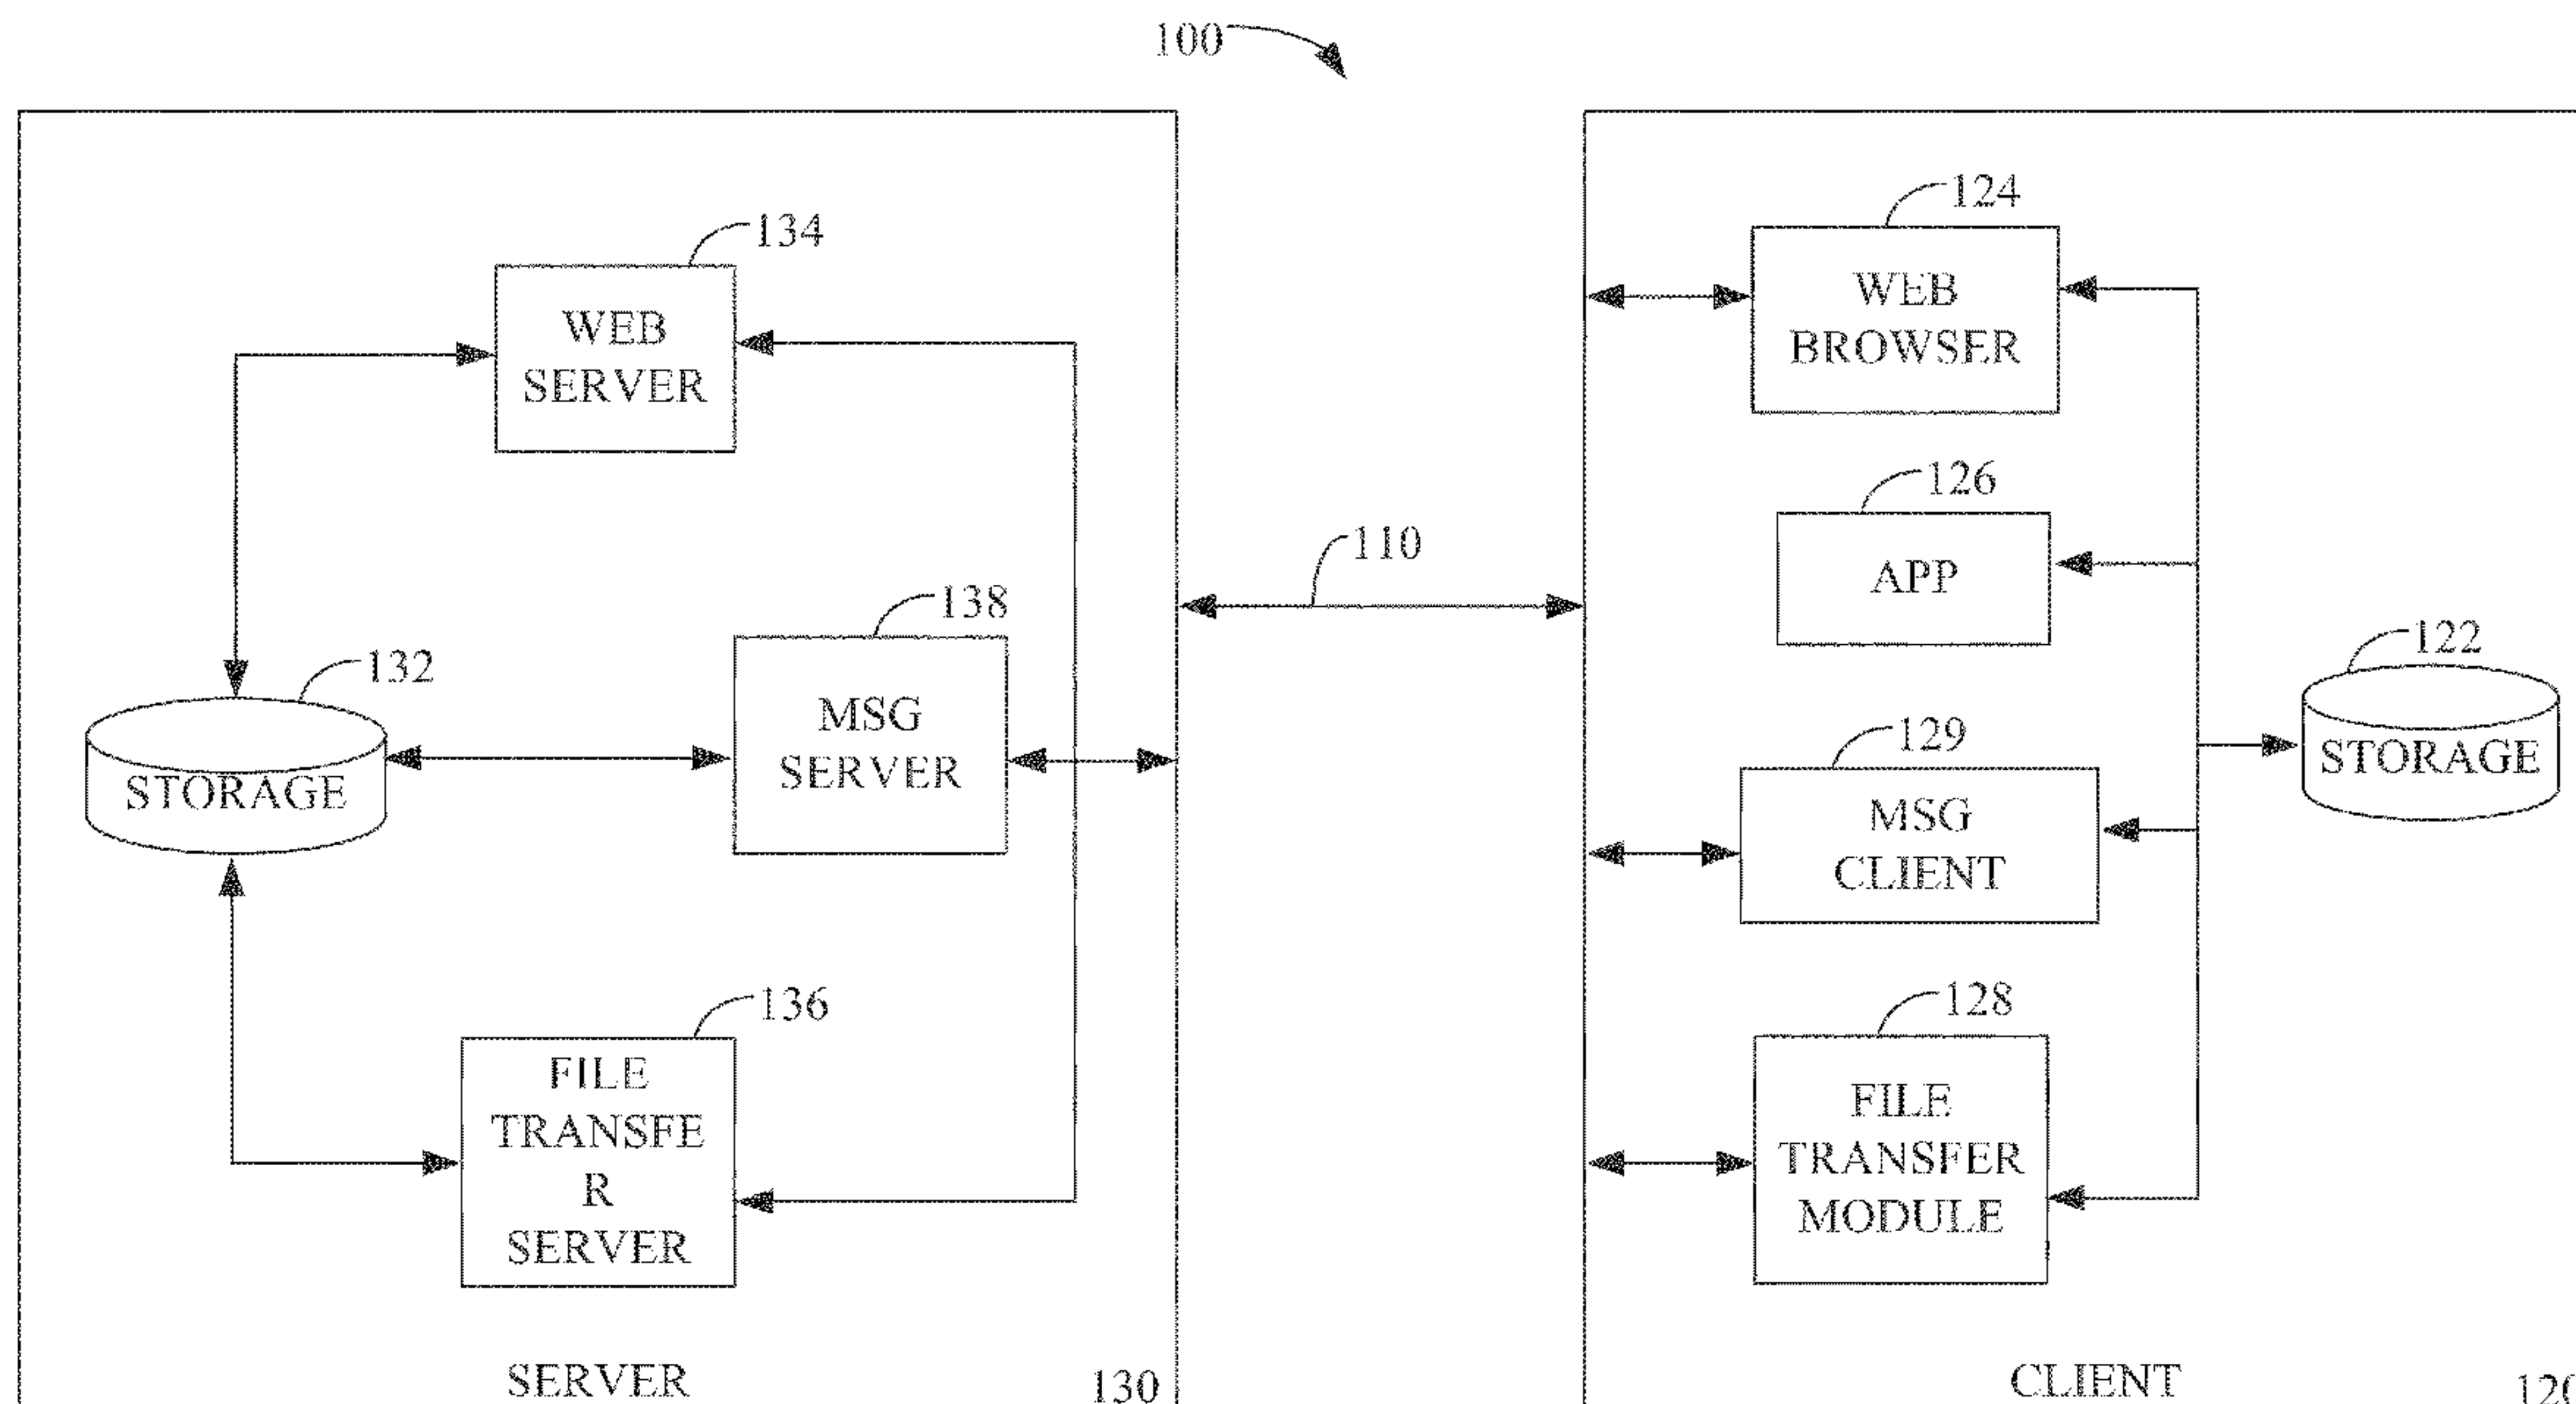 100
134
WEB
SERVER
138
MSG
SERVER
132
STORAGE
136
FILE
TRANSFE
R
SERVER
SERVER
130
110
124
WEB
BROWSER
126
APP
122
STORAGE
129
MSG
CLIENT
128
FILE
TRANSFER
MODULE
CLIENT
120